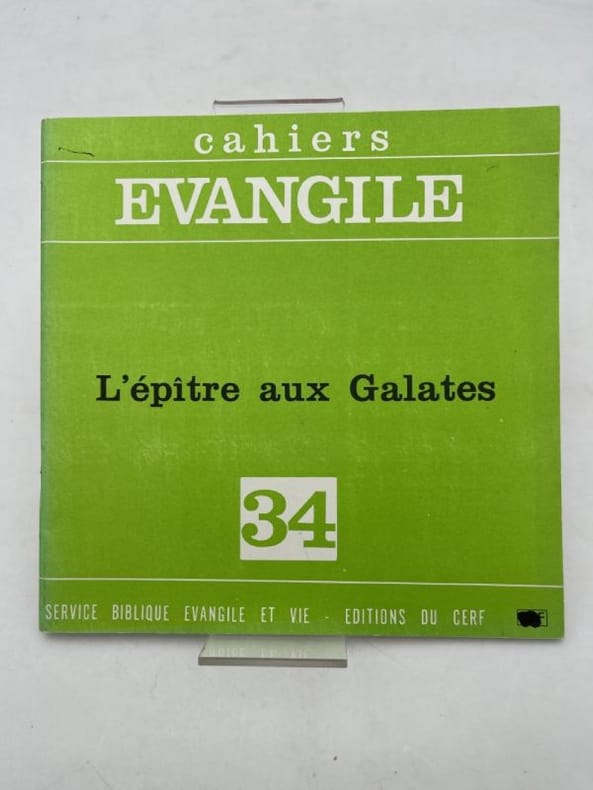 cahiers
EVANGILE
L'épître aux Galates
34
SERVICE BIBLIQUE EVANGILE ET VIE - EDITIONS DU CERF